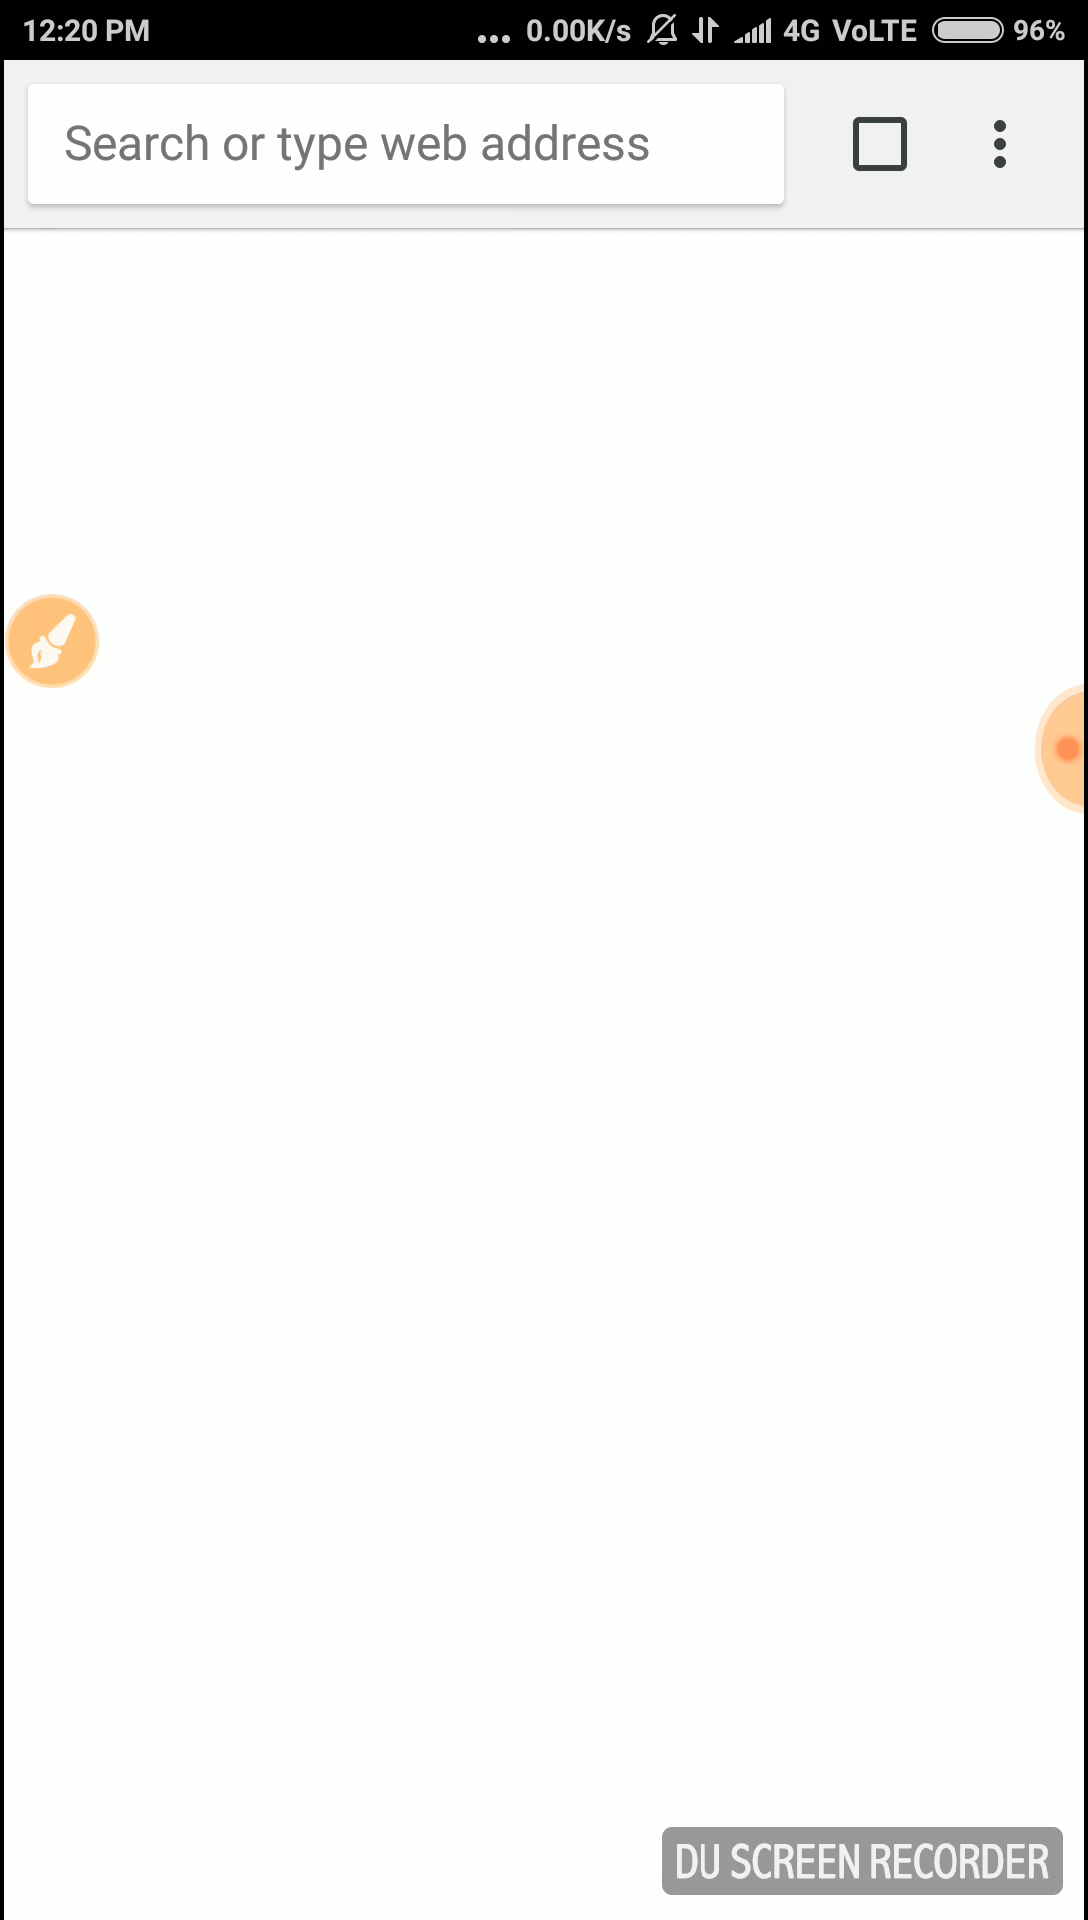 12:20 PM ... 0.00K/s 4G VoLTE 96%
Search or type web address
DU SCREEN RECORDER